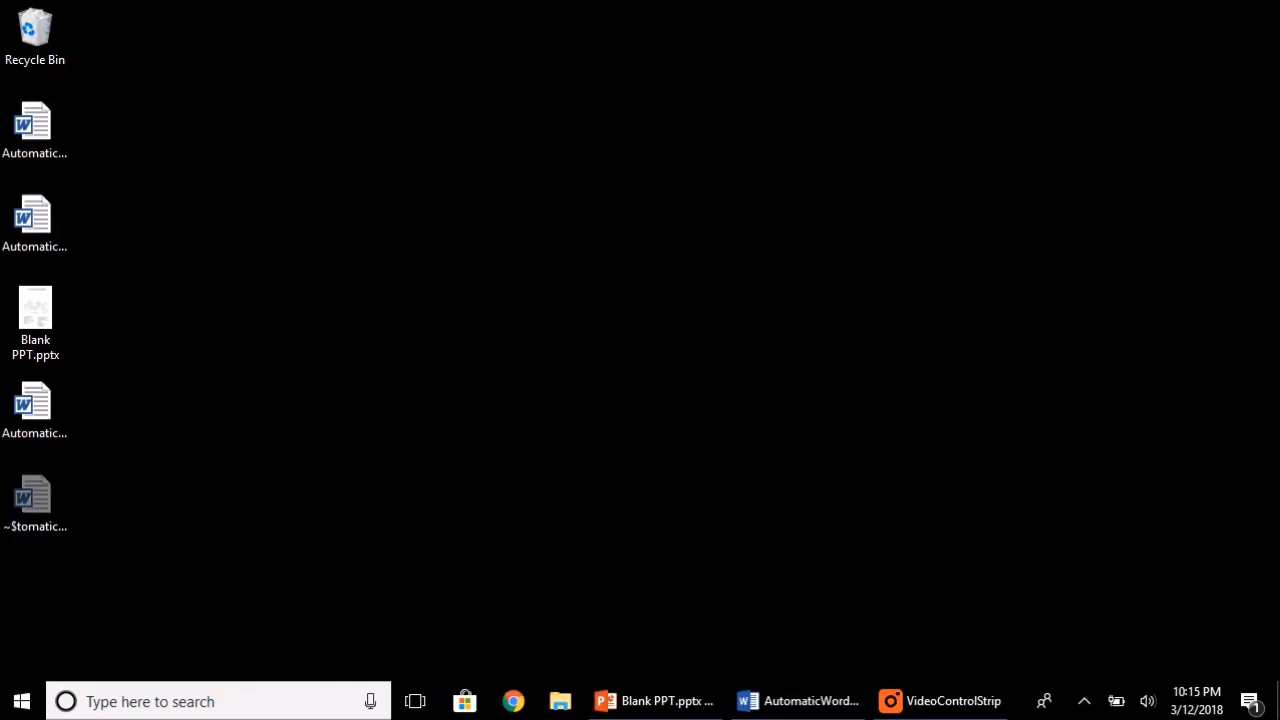 Recycle Bin
Automatic...
Automatic...
Blank
PPT.pptx
Automatic...
~$tomatic...
Type here to search
Blank PPT.pptx ...
AutomaticWord...
VideoControlStrip
10:15 PM
3/12/2018
1